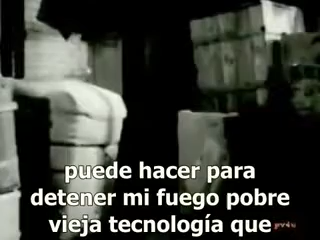 puede hacer para
detener mi fuego pobre
vieja tecnología que